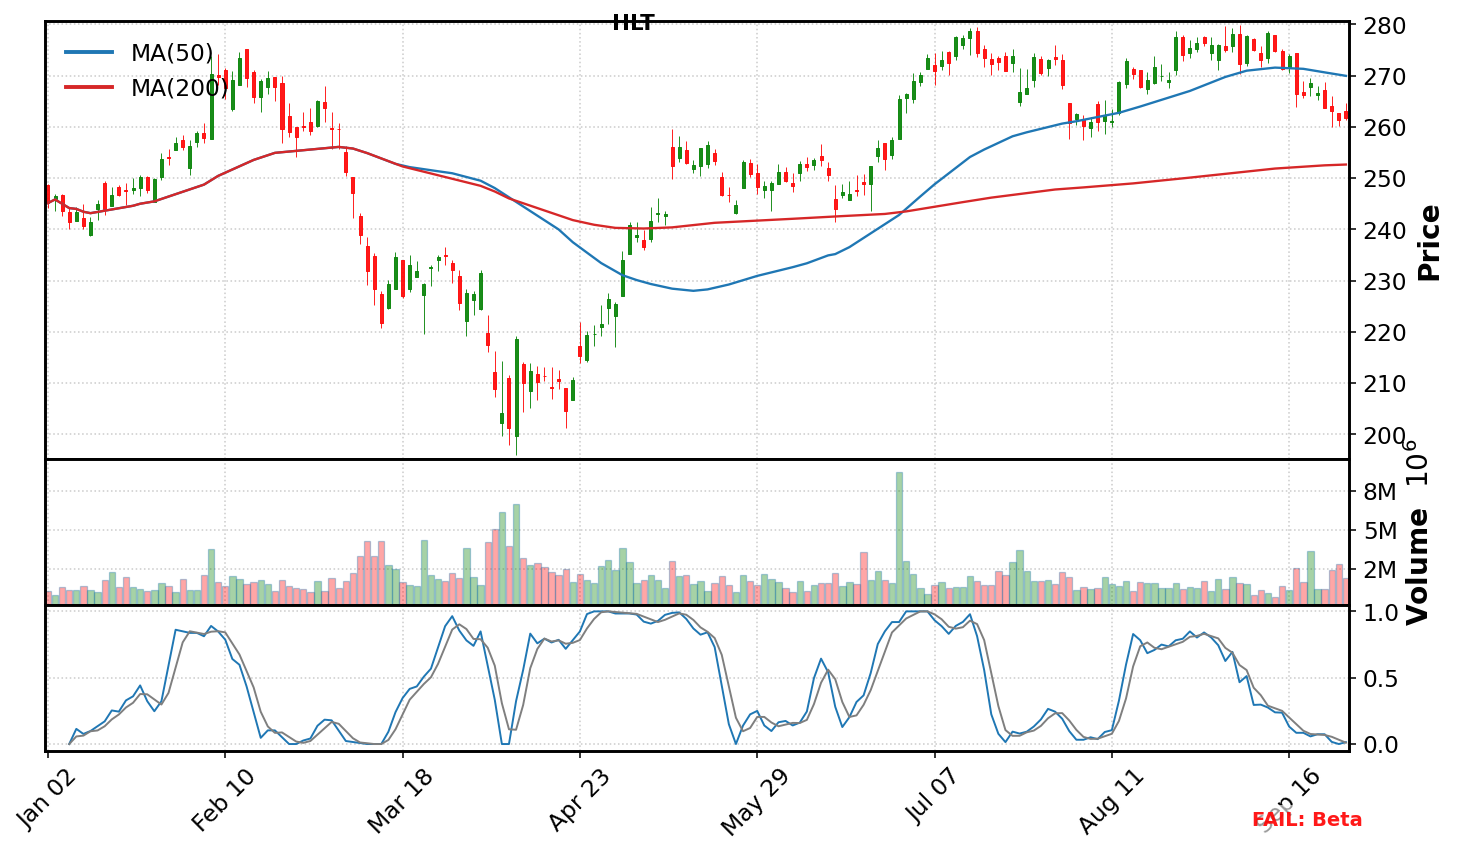 HLT
MA(50)
MA(200)
280
270
260
250
240
230
220
210
200
Price
10⁶
8M
5M
2M
Volume
1.0
0.5
0.0
Jan 02
Feb 10
Mar 18
Apr 23
May 29
Jul 07
Aug 11
Sep 16
FAIL: Beta